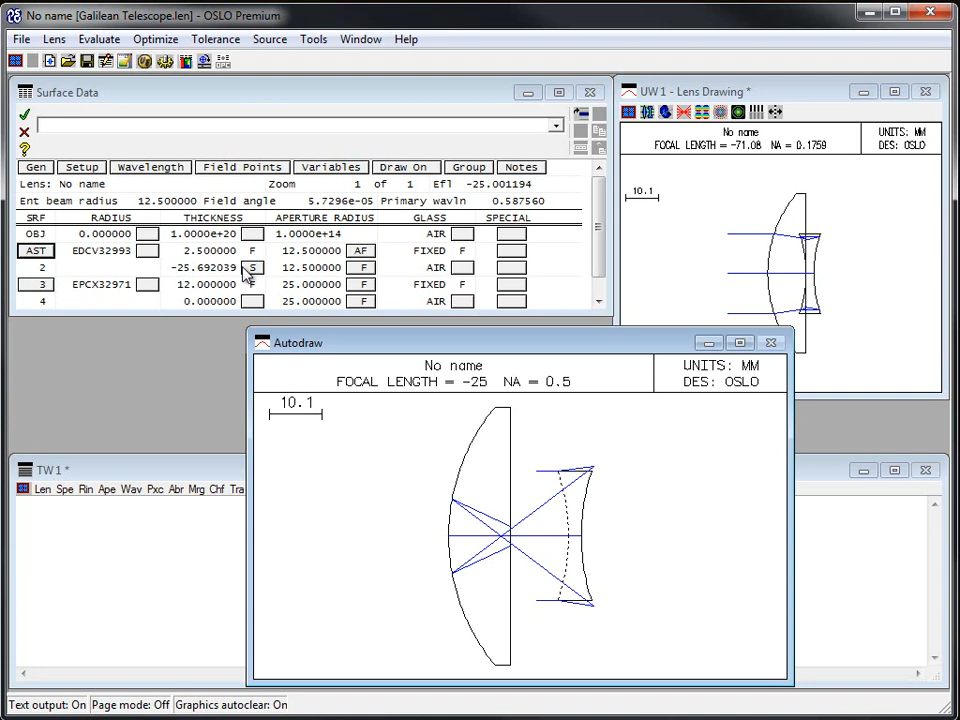 No name [Galilean Telescope.len] - OSLO Premium
File Lens Evaluate Optimize Tolerance Source Tools Window Help
Surface Data
Gen Setup Wavelength Field Points Variables Draw On Group Notes
Lens: No name Zoom 1 of 1 Efl -25.001194
Ent beam radius 12.500000 Field angle 5.7296e-05 Primary wavln 0.587560
SRF RADIUS THICKNESS APERTURE RADIUS GLASS SPECIAL
OBJ 0.000000 1.0000e+20 1.0000e+14 AIR
AST EDCV32993 2.500000 F 12.500000 AF FIXED F
2 -25.692039 S 12.500000 F AIR
3 EPCX32971 12.000000 F 25.000000 F FIXED F
4 0.000000 25.000000 F AIR
UW 1 - Lens Drawing *
No name
FOCAL LENGTH = -71.08 NA = 0.1759
UNITS: MM
DES: OSLO
10.1
Autodraw
No name
FOCAL LENGTH = -25 NA = 0.5
UNITS: MM
DES: OSLO
10.1
TW 1 *
Len Spe Rin Ape Wav Pxc Abr Mrg Chf Tra
Text output: On Page mode: Off Graphics autoclear: On